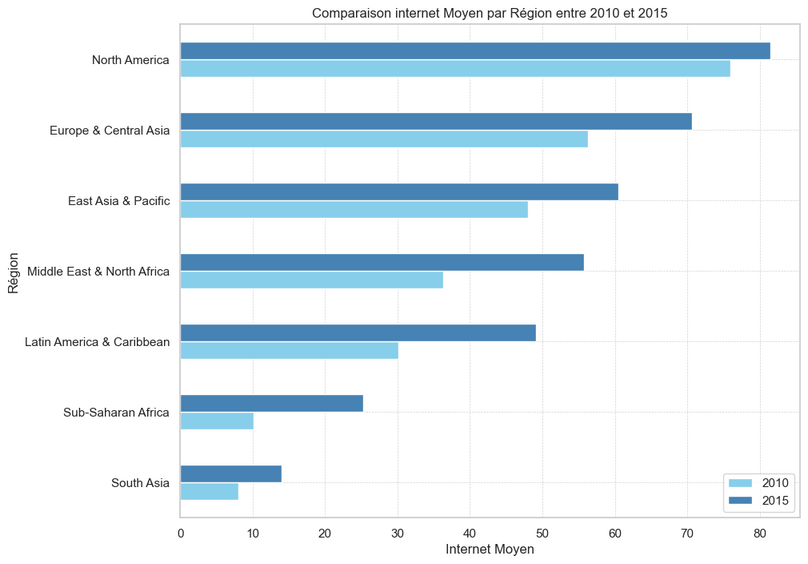 Comparaison internet Moyen par Région entre 2010 et 2015
Région
North America
Europe & Central Asia
East Asia & Pacific
Middle East & North Africa
Latin America & Caribbean
Sub-Saharan Africa
South Asia
2010
2015
0 10 20 30 40 50 60 70 80
Internet Moyen